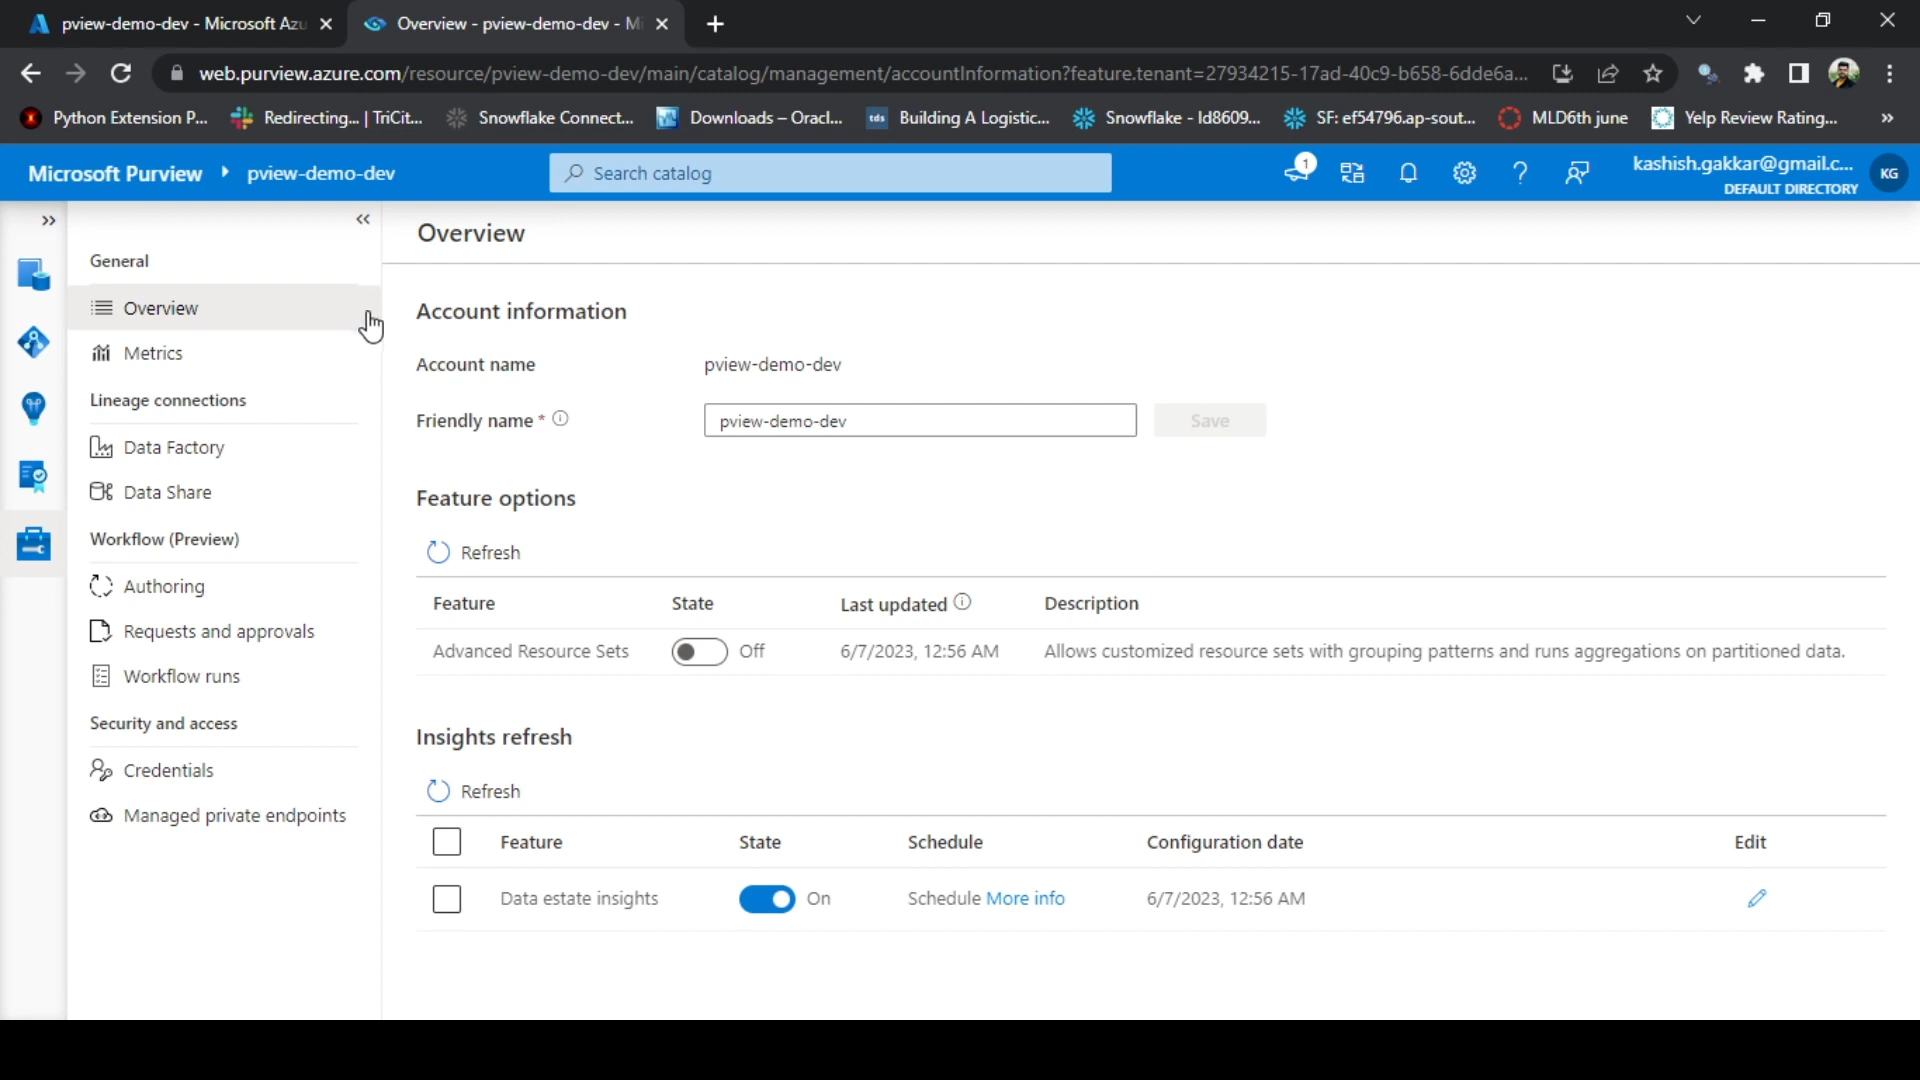 pview-demo-dev - Microsoft Azu
Overview - pview-demo-dev - Mi
web.purview.azure.com/resource/pview-demo-dev/main/catalog/management/accountInformation?feature.tenant=27934215-17ad-40c9-b658-6dde6a...
Python Extension P...
Redirecting... | TriCit...
Snowflake Connect...
Downloads – Oracl...
tds
Building A Logistic...
Snowflake - Id8609...
SF: ef54796.ap-sout...
MLD6th june
Yelp Review Rating...
»
Microsoft Purview
pview-demo-dev
Search catalog
1
kashish.gakkar@gmail.c...
DEFAULT DIRECTORY
KG
General
Overview
Metrics
Lineage connections
Data Factory
Data Share
Workflow (Preview)
Authoring
Requests and approvals
Workflow runs
Security and access
Credentials
Managed private endpoints
Overview
Account information
Account name pview-demo-dev
Friendly name * pview-demo-dev Save
Feature options
Refresh
Feature State Last updated Description
Advanced Resource Sets Off 6/7/2023, 12:56 AM Allows customized resource sets with grouping patterns and runs aggregations on partitioned data.
Insights refresh
Refresh
Feature State Schedule Configuration date Edit
Data estate insights On Schedule More info 6/7/2023, 12:56 AM